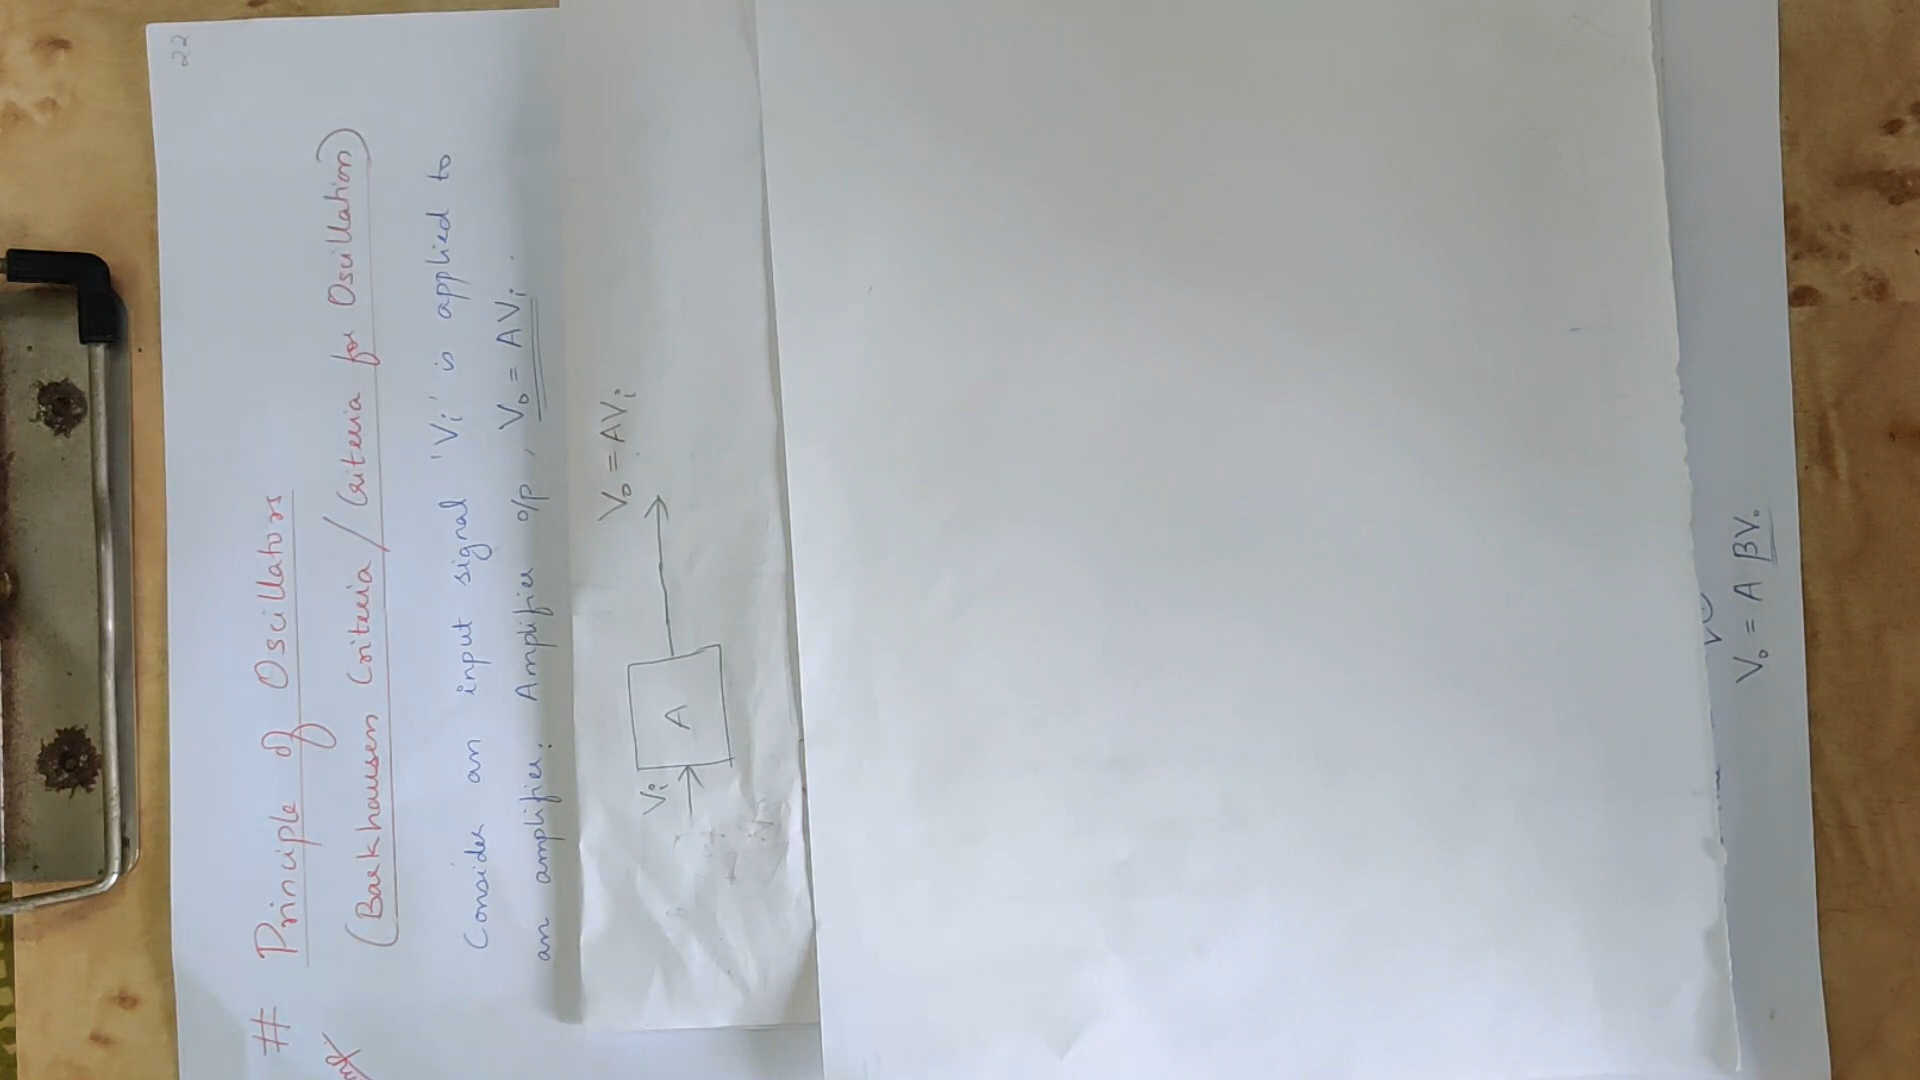 22
# Principle of Oscillators
(Barkhausen Criteria / Criteria for Oscillation)
Consider an input signal 'Vi' is applied to
an amplifier. Amplifier o/p, Vo = AVi.
Vo = AVi
Vi
A
Vo = A βVo